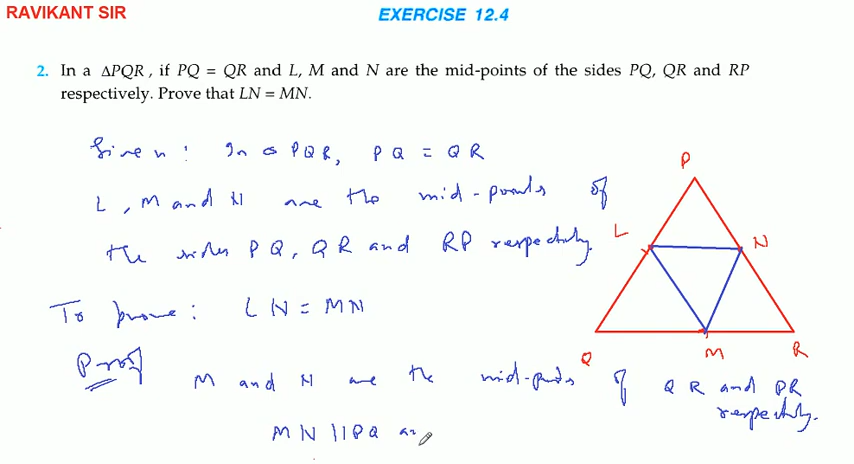 RAVIKANT SIR
EXERCISE 12.4
2. In a ΔPQR, if PQ = QR and L, M and N are the mid-points of the sides PQ, QR and RP
respectively. Prove that LN = MN.
Given: In △ PQR, PQ = QR
L, M and N are the mid-points of
the sides PQ, QR and RP respectively.
To prove: LN = MN
Proof
M and N are the mid-points of QR and PR
respectively.
MN || PQ
P
L
N
Q
M
R